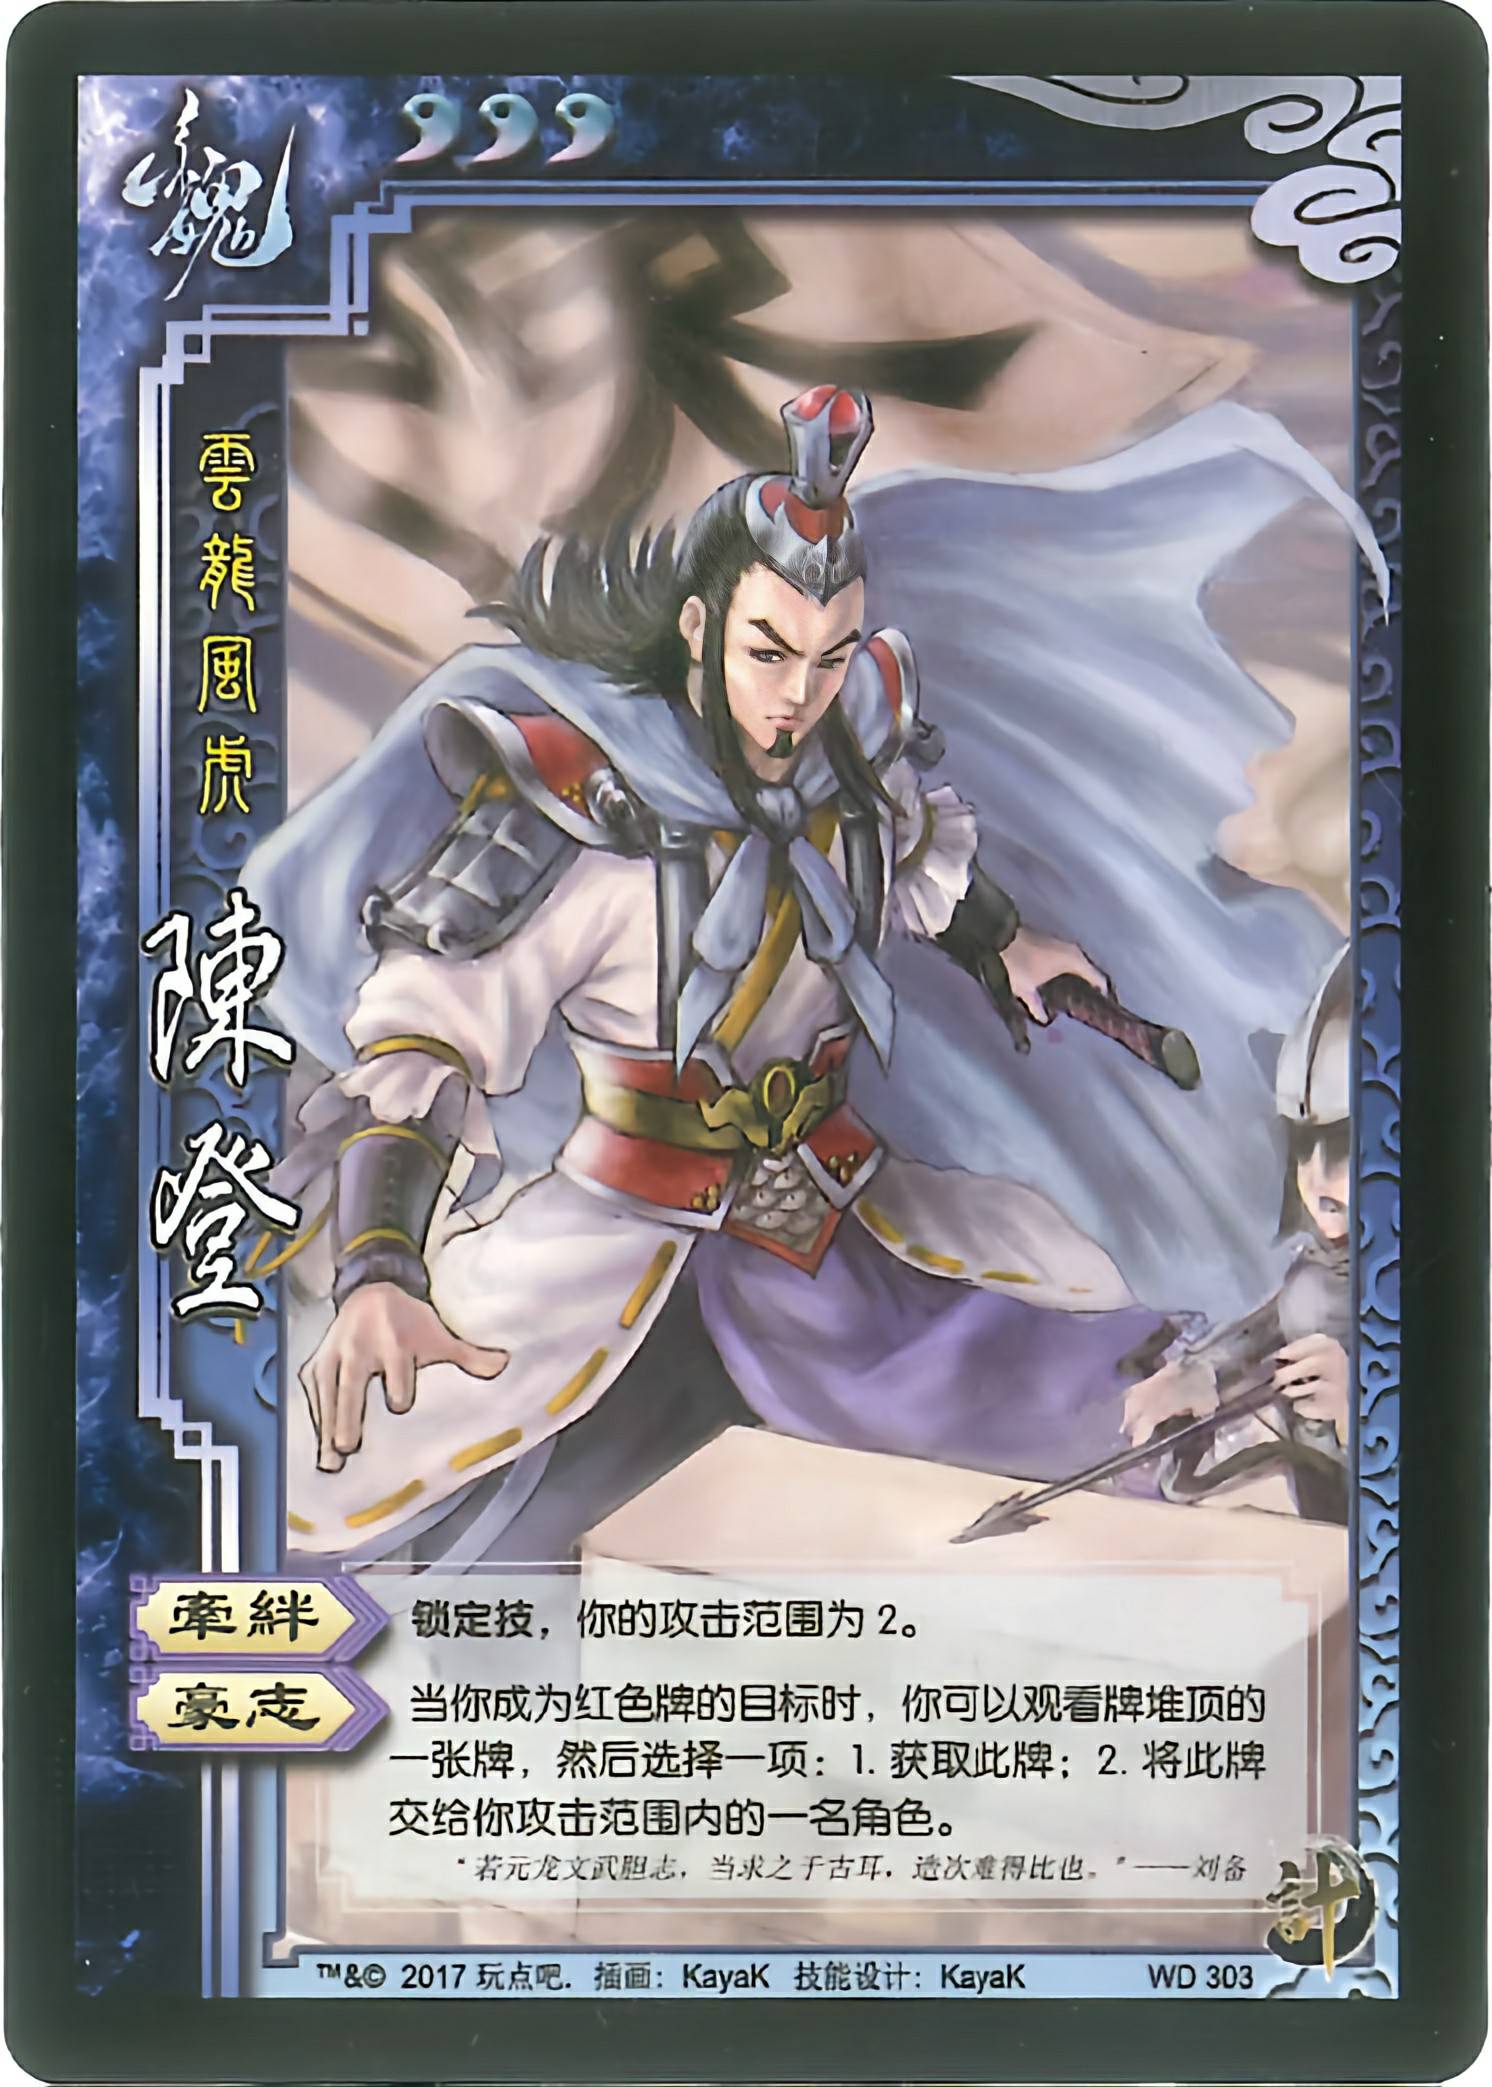 魏
雲龍風虎
陳登
牽絆
锁定技，你的攻击范围为 2。
豪志
当你成为红色牌的目标时，你可以观看牌堆顶的
一张牌，然后选择一项：1. 获取此牌；2. 将此牌
交给你攻击范围内的一名角色。
“若元龙文武胆志，当求之于古耳，造次难得比也。”——刘备
計
™&© 2017 玩点吧. 插画：KayaK 技能设计：KayaK WD 303